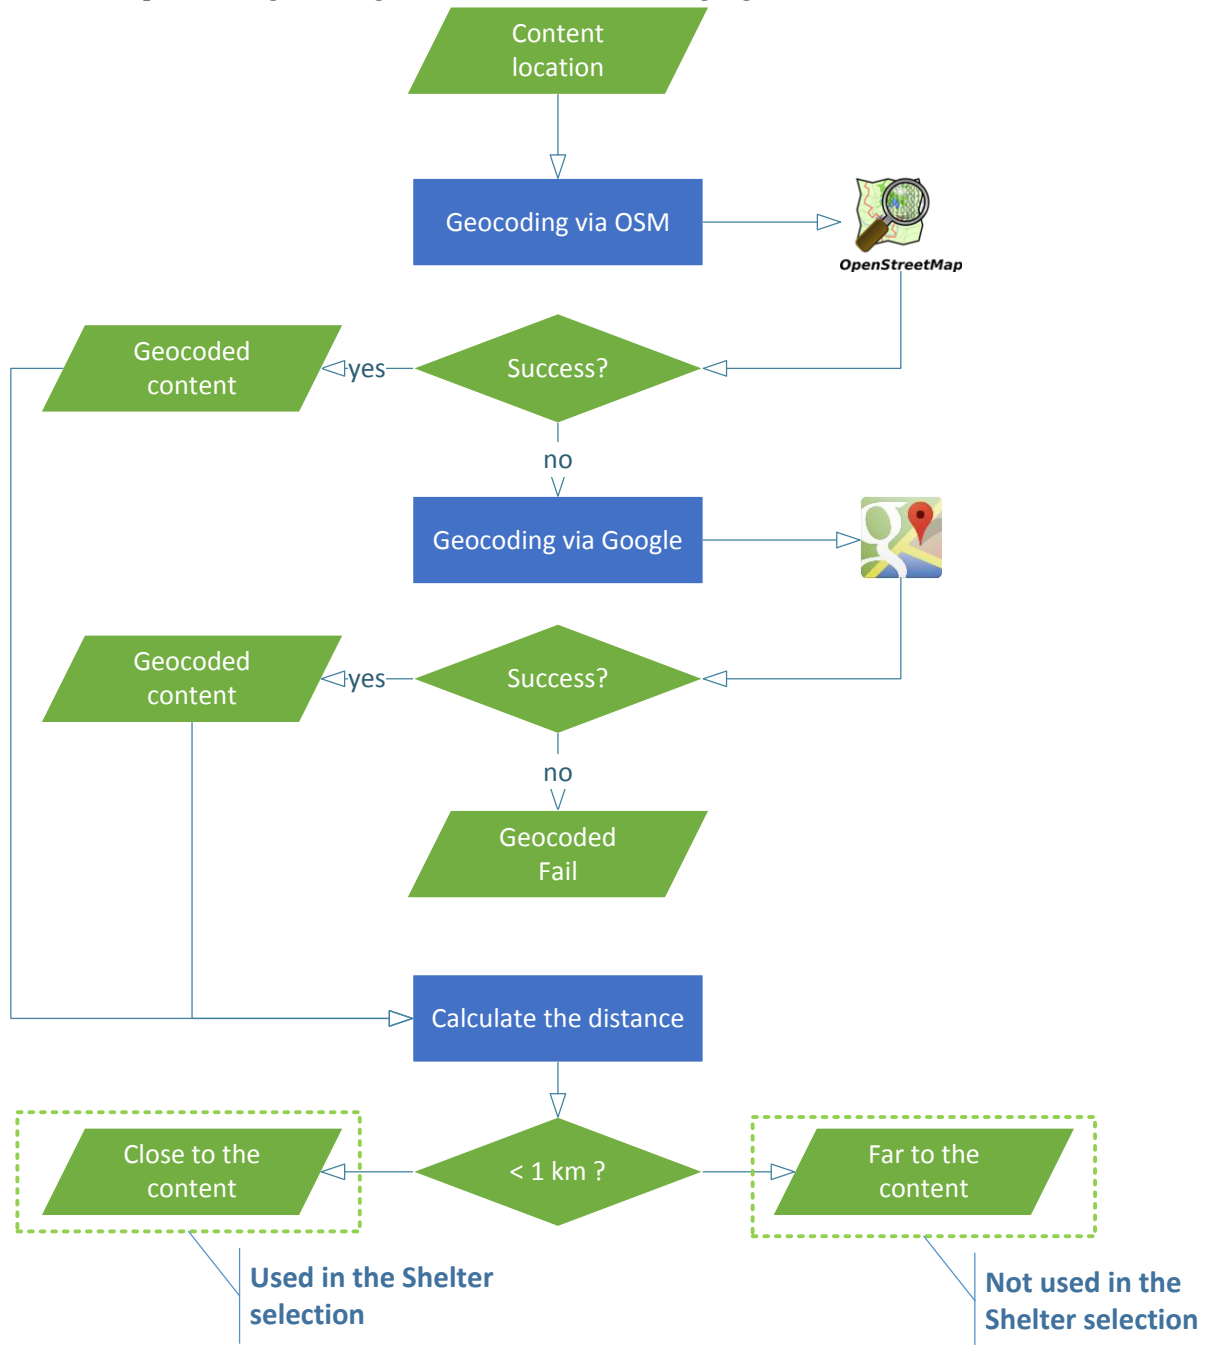 Content
location
Geocoding via OSM
OpenStreetMap
Geocoded
content
yes
Success?
no
Geocoding via Google
Geocoded
content
yes
Success?
no
Geocoded
Fail
Calculate the distance
Close to the
content
< 1 km ?
Far to the
content
Used in the Shelter
selection
Not used in the
Shelter selection